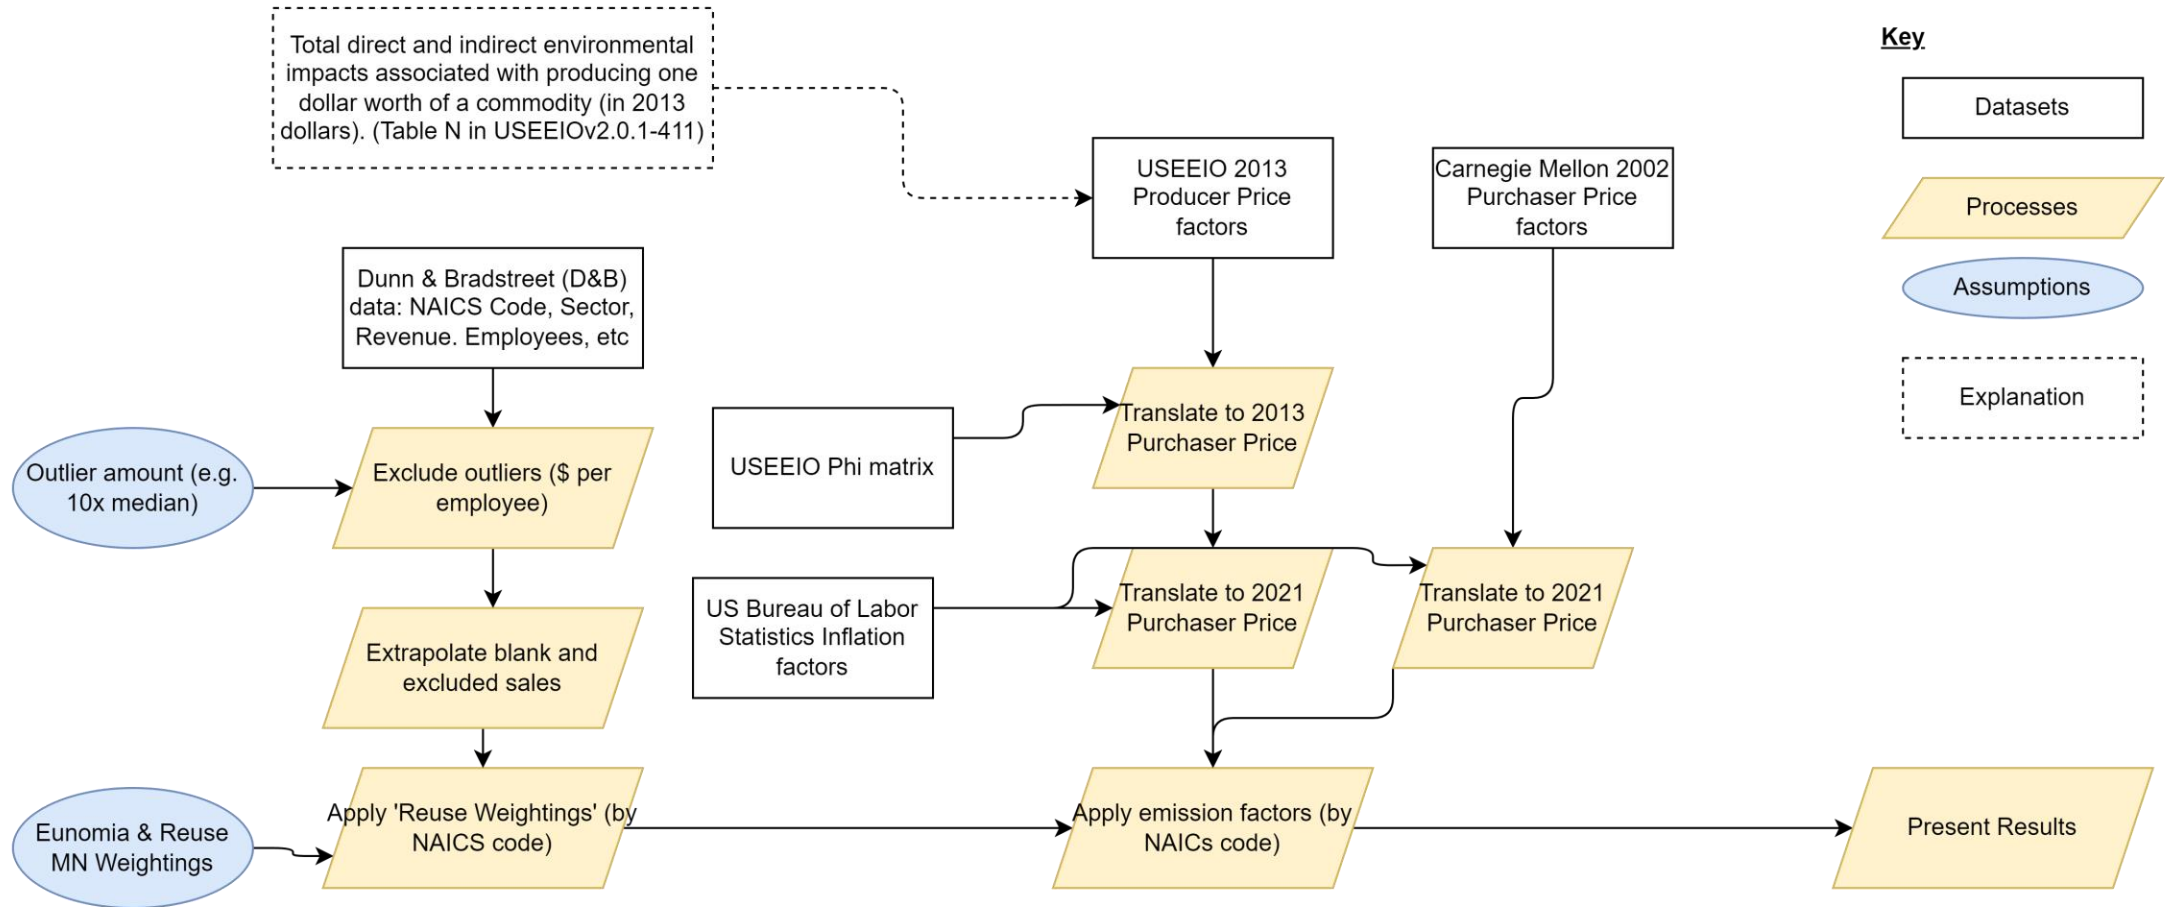 Total direct and indirect environmental
impacts associated with producing one
dollar worth of a commodity (in 2013
dollars). (Table N in USEEIOv2.0.1-411)
Key
Datasets
Processes
Assumptions
Explanation
USEEIO 2013
Producer Price
factors
Carnegie Mellon 2002
Purchaser Price
factors
Dunn & Bradstreet (D&B)
data: NAICS Code, Sector,
Revenue. Employees, etc
Translate to 2013
Purchaser Price
USEEIO Phi matrix
Outlier amount (e.g.
10x median)
Exclude outliers ($ per
employee)
US Bureau of Labor
Statistics Inflation
factors
Translate to 2021
Purchaser Price
Translate to 2021
Purchaser Price
Extrapolate blank and
excluded sales
Eunomia & Reuse
MN Weightings
Apply 'Reuse Weightings' (by
NAICS code)
Apply emission factors (by
NAICs code)
Present Results